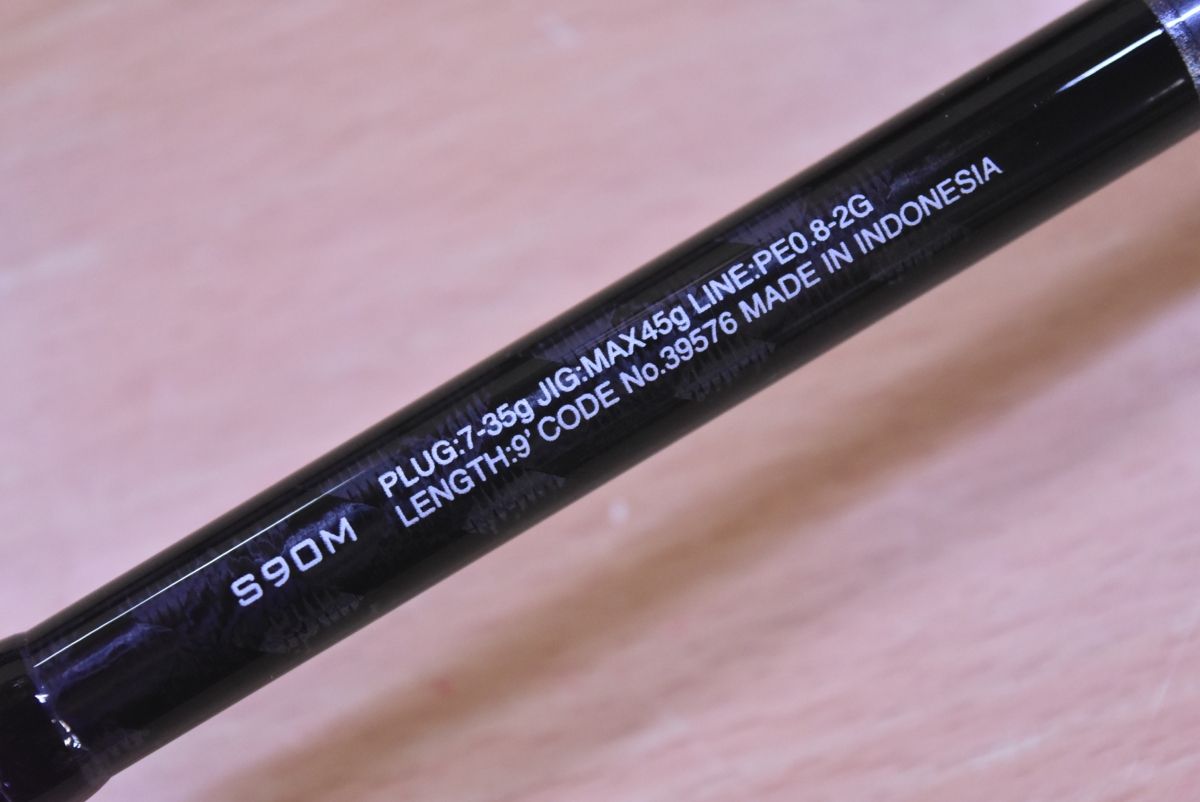 S90M
PLUG:7-35g JIG:MAX45g LINE:PE0.8-2G
LENGTH:9' CODE No.39576 MADE IN INDONESIA